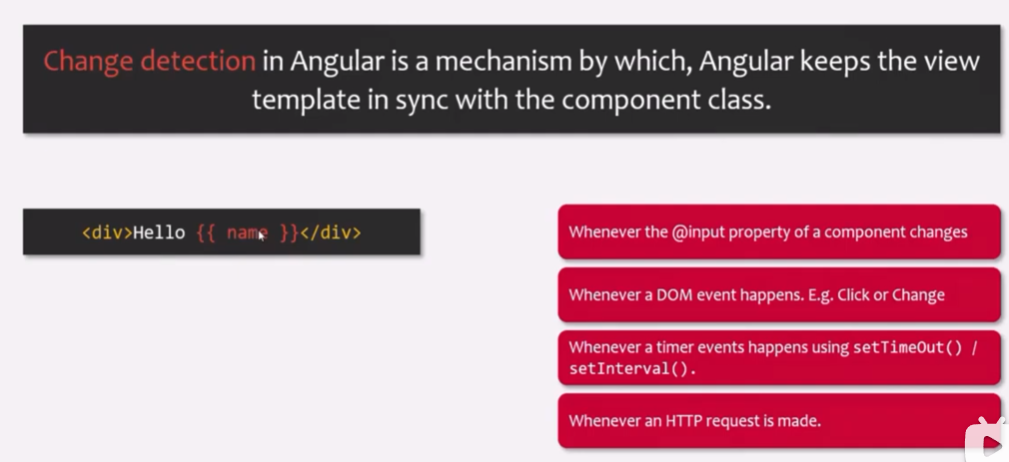 Change detection in Angular is a mechanism by which, Angular keeps the view
template in sync with the component class.
<div>Hello {{ name }}</div>
Whenever the @input property of a component changes
Whenever a DOM event happens. E.g. Click or Change
Whenever a timer events happens using setTimeOut() /
setInterval().
Whenever an HTTP request is made.